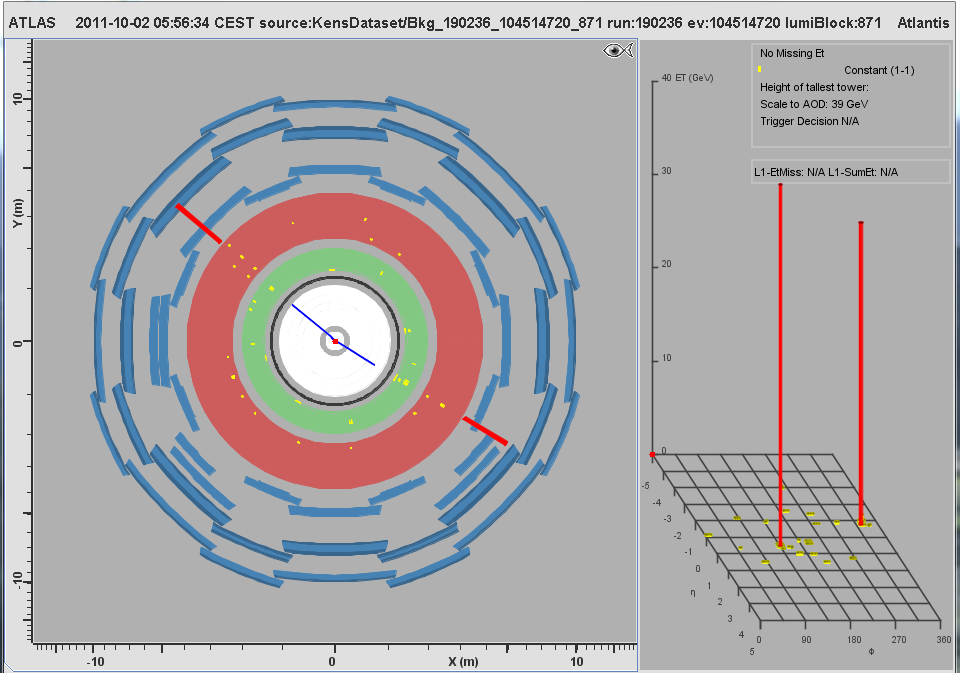 ATLAS 2011-10-02 05:56:34 CEST source:KensDataset/Bkg_190236_104514720_871 run:190236 ev:104514720 lumiBlock:871 Atlantis
No Missing Et
Constant (1-1)
Height of tallest tower:
Scale to AOD: 39 GeV
Trigger Decision N/A
L1-EtMiss: N/A L1-SumEt: N/A
40 ET (GeV)
30
20
10
0
10
Y (m)
0
-10
-10
0
X (m)
10
-5
-4
-3
-2
-1
0
1
2
3
4
5
η
0
90
180
270
360
Φ